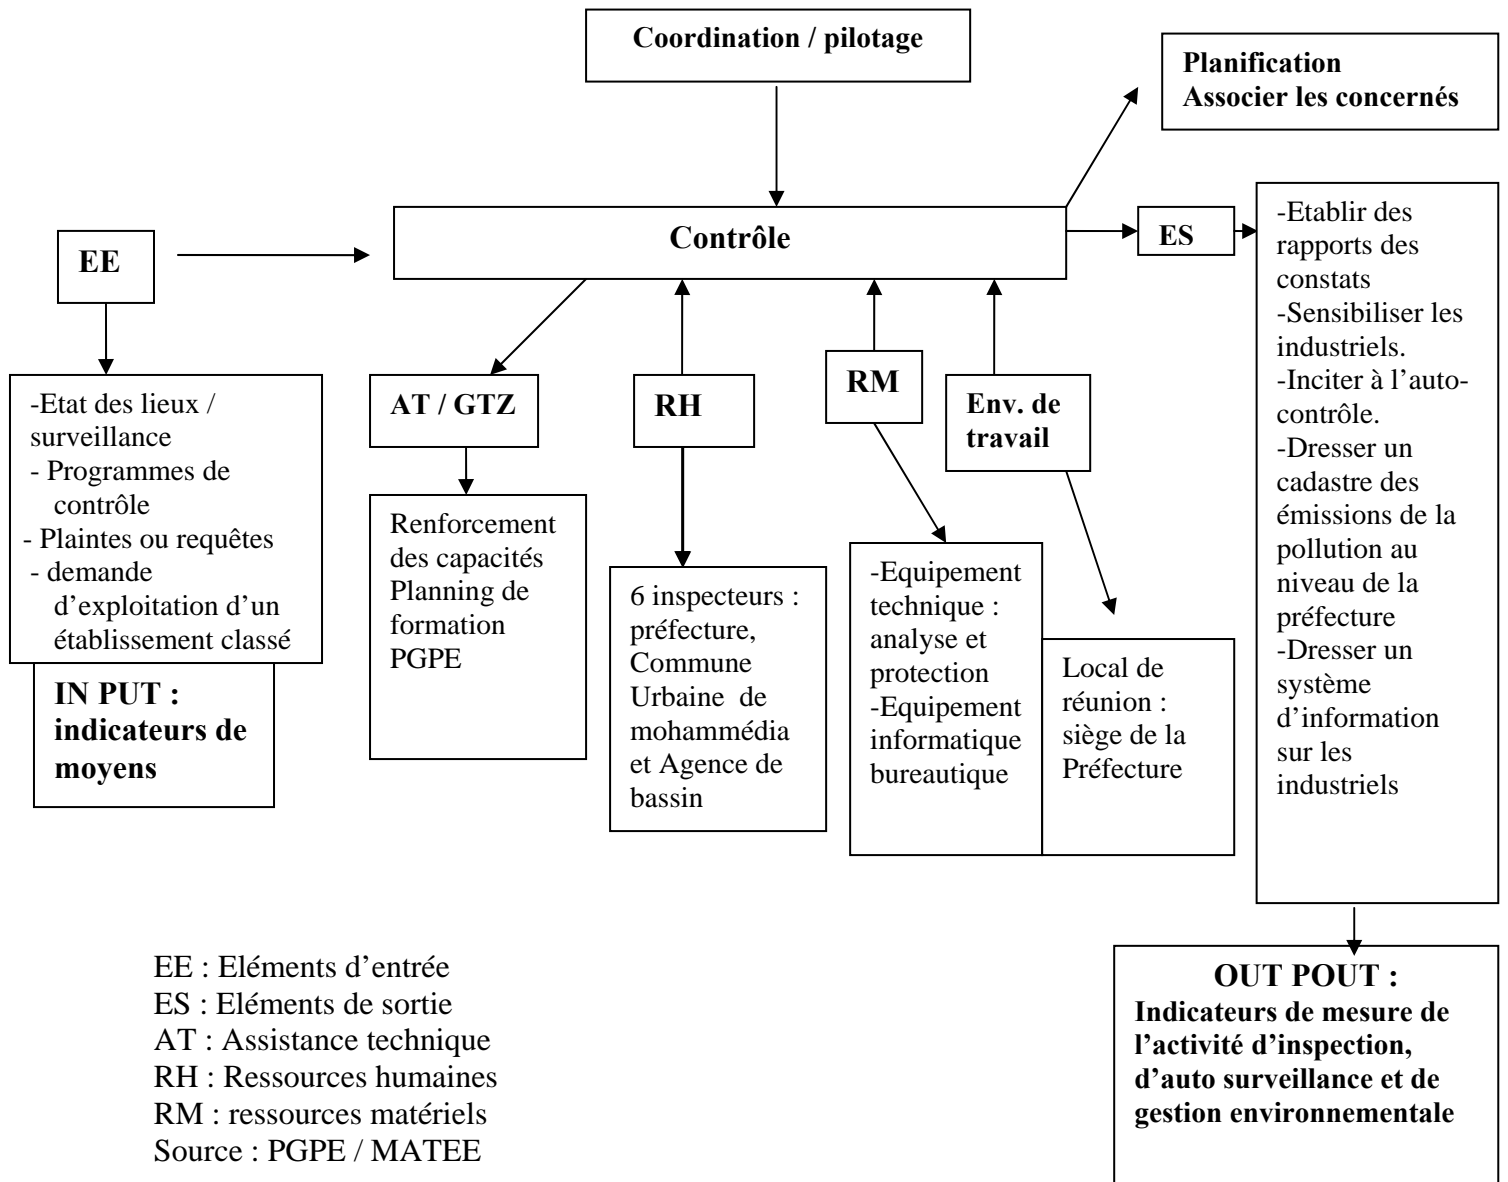 Coordination / pilotage
Planification
Associer les concernés
Contrôle
EE
ES
-Etat des lieux /
surveillance
- Programmes de
contrôle
- Plaintes ou requêtes
- demande
d’exploitation d’un
établissement classé
IN PUT :
indicateurs de
moyens
AT / GTZ
Renforcement
des capacités
Planning de
formation
PGPE
RH
6 inspecteurs :
préfecture,
Commune
Urbaine de
mohammédia
et Agence de
bassin
RM
-Equipement
technique :
analyse et
protection
-Equipement
informatique
bureautique
Env. de
travail
Local de
réunion :
siège de la
Préfecture
-Etablir des
rapports des
constats
-Sensibiliser les
industriels.
-Inciter à l’auto-
contrôle.
-Dresser un
cadastre des
émissions de la
pollution au
niveau de la
préfecture
-Dresser un
système
d’information
sur les
industriels
OUT POUT :
Indicateurs de mesure de
l’activité d’inspection,
d’auto surveillance et de
gestion environnementale
EE : Eléments d’entrée
ES : Eléments de sortie
AT : Assistance technique
RH : Ressources humaines
RM : ressources matériels
Source : PGPE / MATEE